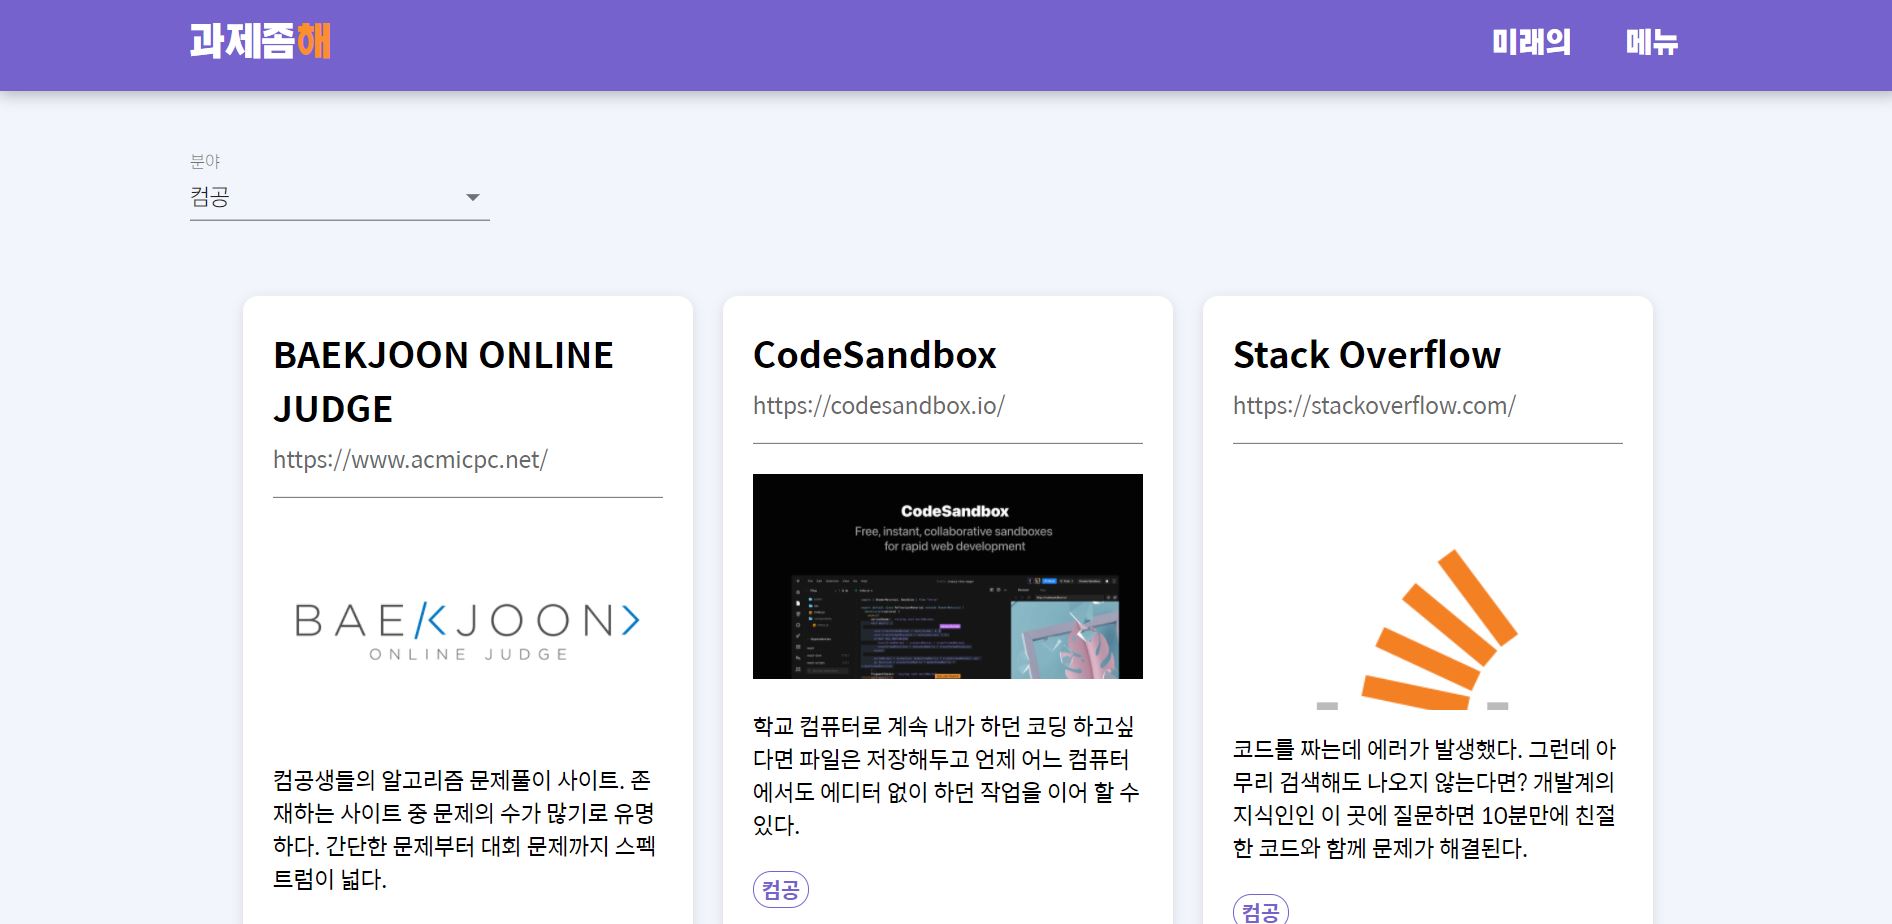 과제좀해
미래의
메뉴
분야
컴공
BAEKJOON ONLINE
JUDGE
https://www.acmicpc.net/
BAEKJOON>
ONLINE JUDGE
컴공생들의 알고리즘 문제풀이 사이트. 존
재하는 사이트 중 문제의 수가 많기로 유명
하다. 간단한 문제부터 대회 문제까지 스펙
트럼이 넓다.
CodeSandbox
https://codesandbox.io/
CodeSandbox
Free, instant, collaborative sandboxes
for rapid web development
학교 컴퓨터로 계속 내가 하던 코딩 하고싶
다면 파일은 저장해두고 언제 어느 컴퓨터
에서도 에디터 없이 하던 작업을 이어 할 수
있다.
컴공
Stack Overflow
https://stackoverflow.com/
코드를 짜는데 에러가 발생했다. 그런데 아
무리 검색해도 나오지 않는다면? 개발계의
지식인인 이 곳에 질문하면 10분만에 친절
한 코드와 함께 문제가 해결된다.
컴공